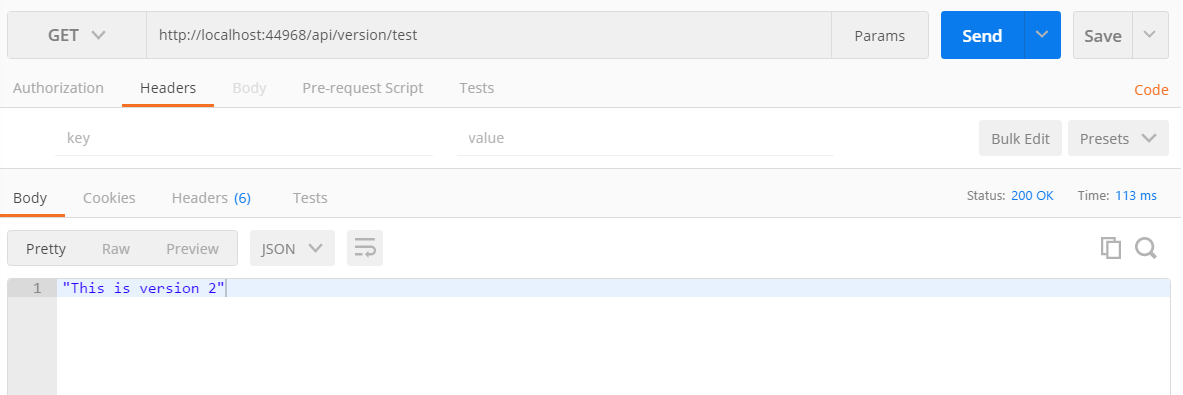 GET http://localhost:44968/api/version/test Params Send Save
Authorization Headers Body Pre-request Script Tests Code
key value Bulk Edit Presets
Body Cookies Headers (6) Tests Status: 200 OK Time: 113 ms
Pretty Raw Preview JSON
1 "This is version 2"